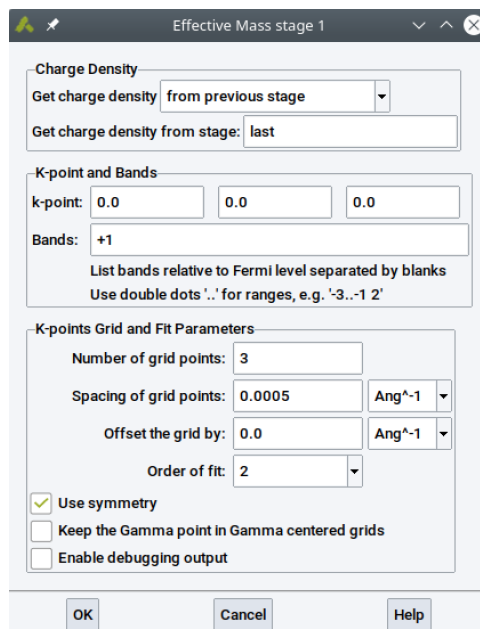 Effective Mass stage 1
Charge Density
Get charge density from previous stage
Get charge density from stage: last
K-point and Bands
k-point: 0.0 0.0 0.0
Bands: +1
List bands relative to Fermi level separated by blanks
Use double dots '..' for ranges, e.g. '-3..-1 2'
K-points Grid and Fit Parameters
Number of grid points: 3
Spacing of grid points: 0.0005 Ang^-1
Offset the grid by: 0.0 Ang^-1
Order of fit: 2
Use symmetry
Keep the Gamma point in Gamma centered grids
Enable debugging output
OK Cancel Help